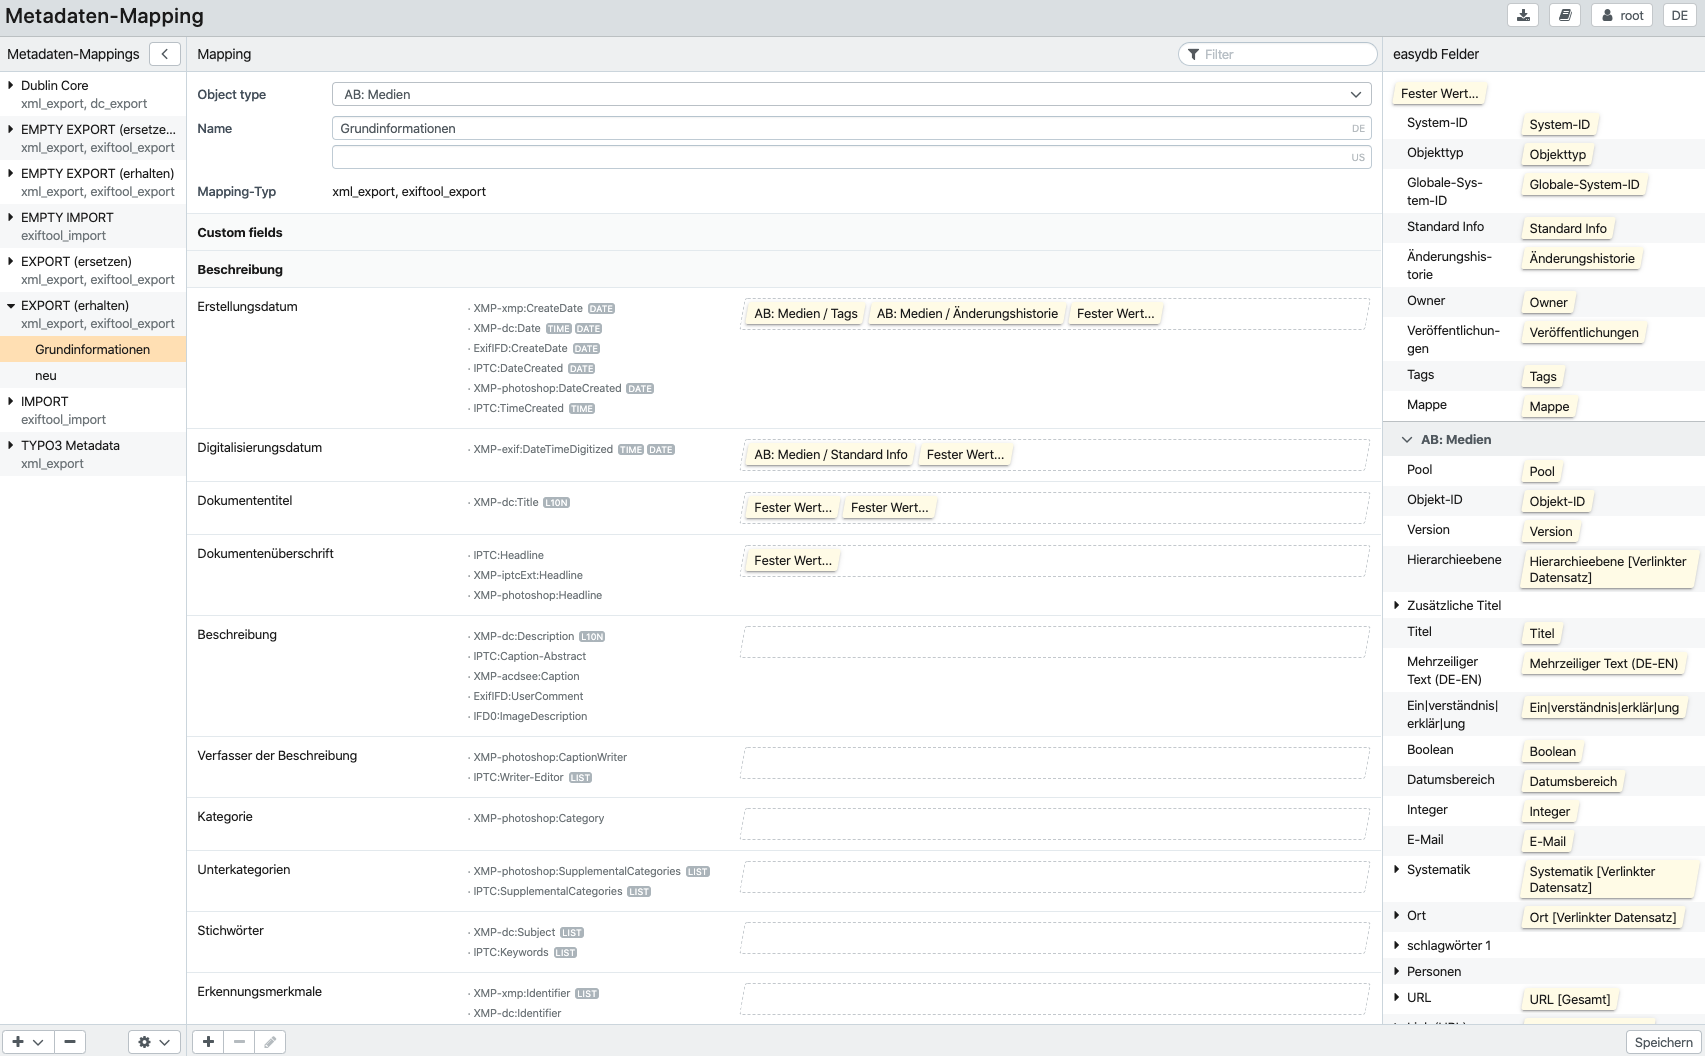 Metadaten-Mapping
root
DE
Metadaten-Mappings
Dublin Core
xml_export, dc_export
EMPTY EXPORT (ersetze...
xml_export, exiftool_export
EMPTY EXPORT (erhalten)
xml_export, exiftool_export
EMPTY IMPORT
exiftool_import
EXPORT (ersetzen)
xml_export, exiftool_export
EXPORT (erhalten)
xml_export, exiftool_export
Grundinformationen
neu
IMPORT
exiftool_import
TYPO3 Metadata
xml_export
Mapping
Filter
Object type
AB: Medien
Name
Grundinformationen
DE
US
Mapping-Typ
xml_export, exiftool_export
Custom fields
Beschreibung
Erstellungsdatum
· XMP-xmp:CreateDate DATE
· XMP-dc:Date TIME DATE
· ExifIFD:CreateDate DATE
· IPTC:DateCreated DATE
· XMP-photoshop:DateCreated DATE
· IPTC:TimeCreated TIME
AB: Medien / Tags AB: Medien / Änderungshistorie Fester Wert...
Digitalisierungsdatum
· XMP-exif:DateTimeDigitized TIME DATE
AB: Medien / Standard Info Fester Wert...
Dokumententitel
· XMP-dc:Title L10N
Fester Wert... Fester Wert...
Dokumentenüberschrift
· IPTC:Headline
· XMP-iptcExt:Headline
· XMP-photoshop:Headline
Fester Wert...
Beschreibung
· XMP-dc:Description L10N
· IPTC:Caption-Abstract
· XMP-acdsee:Caption
· ExifIFD:UserComment
· IFD0:ImageDescription
Verfasser der Beschreibung
· XMP-photoshop:CaptionWriter
· IPTC:Writer-Editor LIST
Kategorie
· XMP-photoshop:Category
Unterkategorien
· XMP-photoshop:SupplementalCategories LIST
· IPTC:SupplementalCategories LIST
Stichwörter
· XMP-dc:Subject LIST
· IPTC:Keywords LIST
Erkennungsmerkmale
· XMP-xmp:Identifier LIST
· XMP-dc:Identifier
easydb Felder
Fester Wert...
System-ID
System-ID
Objekttyp
Objekttyp
Globale-Sys-
tem-ID
Globale-System-ID
Standard Info
Standard Info
Änderungshis-
torie
Änderungshistorie
Owner
Owner
Veröffentlichun-
gen
Veröffentlichungen
Tags
Tags
Mappe
Mappe
AB: Medien
Pool
Pool
Objekt-ID
Objekt-ID
Version
Version
Hierarchieebene
Hierarchieebene [Verlinkter
Datensatz]
Zusätzliche Titel
Titel
Titel
Mehrzeiliger
Text (DE-EN)
Mehrzeiliger Text (DE-EN)
Ein|verständnis|
erklär|ung
Ein|verständnis|erklär|ung
Boolean
Boolean
Datumsbereich
Datumsbereich
Integer
Integer
E-Mail
E-Mail
Systematik
Systematik [Verlinkter
Datensatz]
Ort
Ort [Verlinkter Datensatz]
schlagwörter 1
Personen
URL
URL [Gesamt]
Speichern